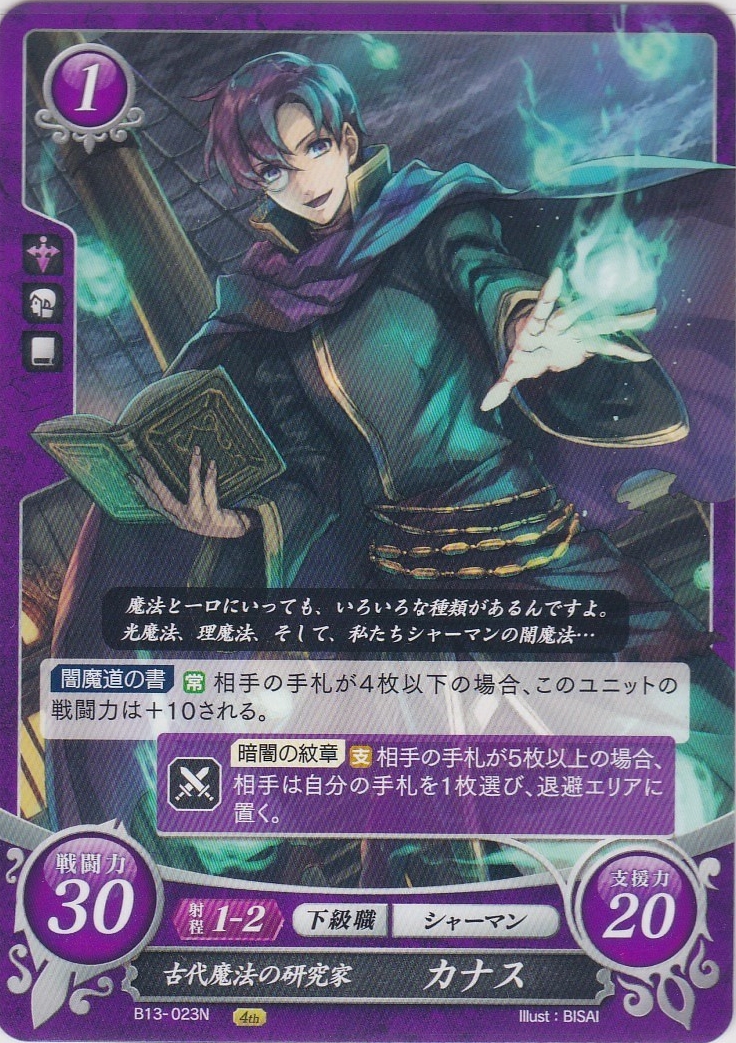 1
魔法と一口にいっても、いろいろな種類があるんですよ。
光魔法、理魔法、そして、私たちシャーマンの闇魔法…
闇魔道の書 常 相手の手札が4枚以下の場合、このユニットの
戦闘力は+10される。
暗闇の紋章 支 相手の手札が5枚以上の場合、
相手は自分の手札を1枚選び、退避エリアに
置く。
戦闘力
30
射程 1-2 下級職 シャーマン
支援力
20
古代魔法の研究家 カナス
B13-023N 4th Illust : BISAI